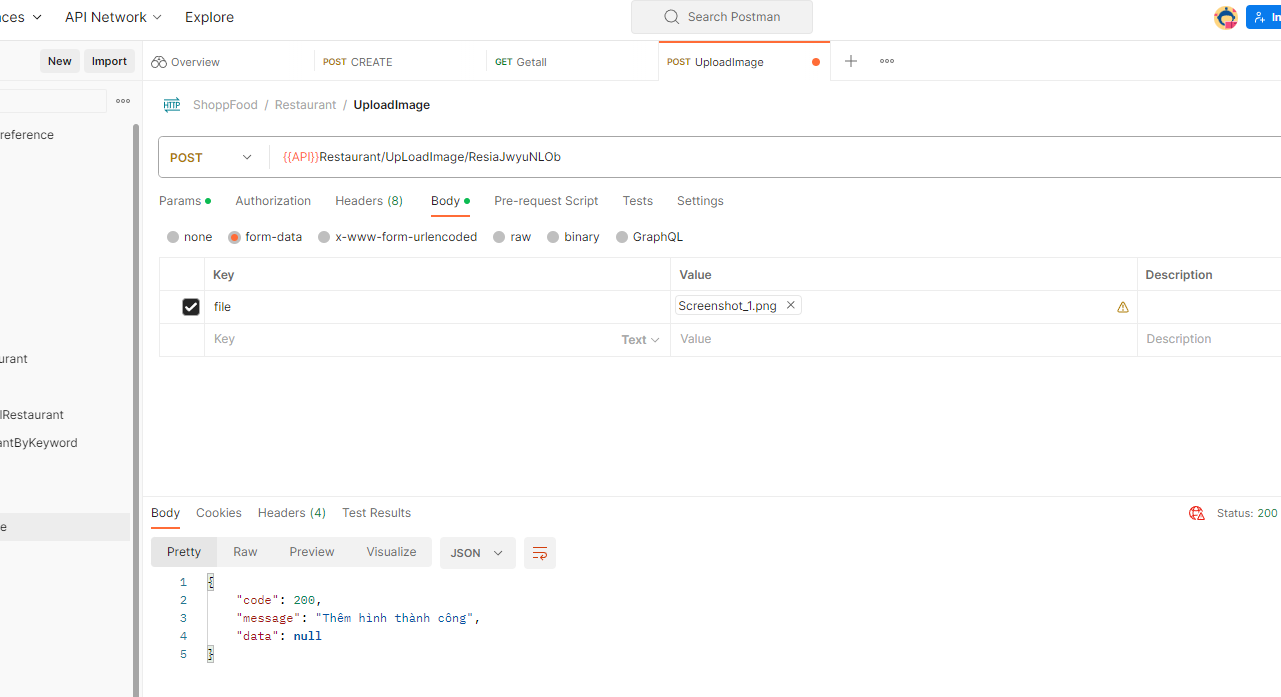 ces API Network Explore Search Postman In
New Import Overview POST CREATE GET Getall POST UploadImage
ShoppFood / Restaurant / UploadImage
reference
POST {{API}}Restaurant/UpLoadImage/ResiaJwyuNLOb
Params Authorization Headers (8) Body Pre-request Script Tests Settings
none form-data x-www-form-urlencoded raw binary GraphQL
Key Value Description
file Screenshot_1.png
Key Text Value Description
urant
lRestaurant
antByKeyword
Body Cookies Headers (4) Test Results Status: 200
e
Pretty Raw Preview Visualize JSON
1 {
2 "code": 200,
3 "message": "Thêm hình thành công",
4 "data": null
5 }